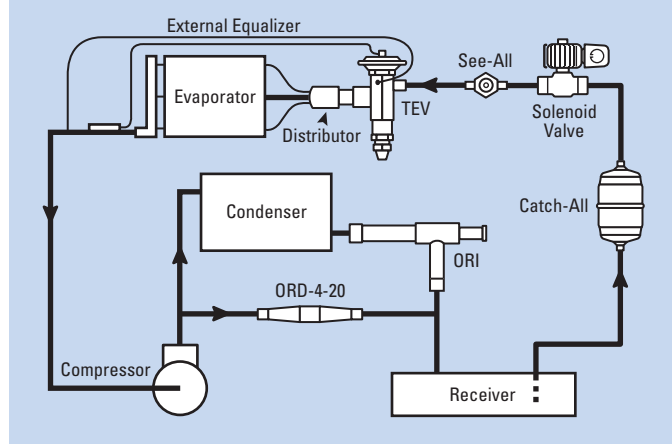 External Equalizer
See-All
Evaporator
TEV
Solenoid
Valve
Distributor
Condenser
Catch-All
ORI
ORD-4-20
Compressor
Receiver